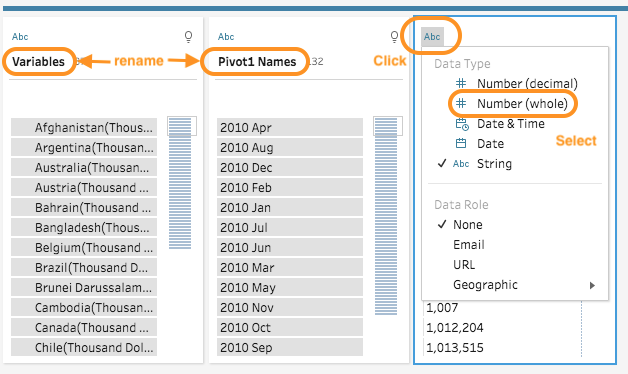 Abc
Variables
rename
Afghanistan(Thous...
Argentina(Thousan...
Australia(Thousan...
Austria(Thousand ...
Bahrain(Thousand ...
Bangladesh(Thous...
Belgium(Thousand ...
Brazil(Thousand D...
Brunei Darussalam...
Cambodia(Thousan...
Canada(Thousand ...
Chile(Thousand Dol...
Abc
Pivot1 Names
132
2010 Apr
2010 Aug
2010 Dec
2010 Feb
2010 Jan
2010 Jul
2010 Jun
2010 Mar
2010 May
2010 Nov
2010 Oct
2010 Sep
Click
Abc
Data Type
Number (decimal)
Number (whole)
Date & Time
Date
Select
Abc String
Data Role
None
Email
URL
Geographic
1,007
1,012,204
1,013,515